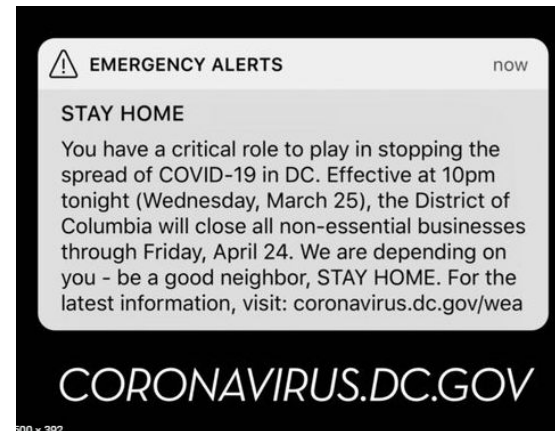 EMERGENCY ALERTS now
STAY HOME
You have a critical role to play in stopping the
spread of COVID-19 in DC. Effective at 10pm
tonight (Wednesday, March 25), the District of
Columbia will close all non-essential businesses
through Friday, April 24. We are depending on
you - be a good neighbor, STAY HOME. For the
latest information, visit: coronavirus.dc.gov/wea
CORONAVIRUS.DC.GOV
500 × 392